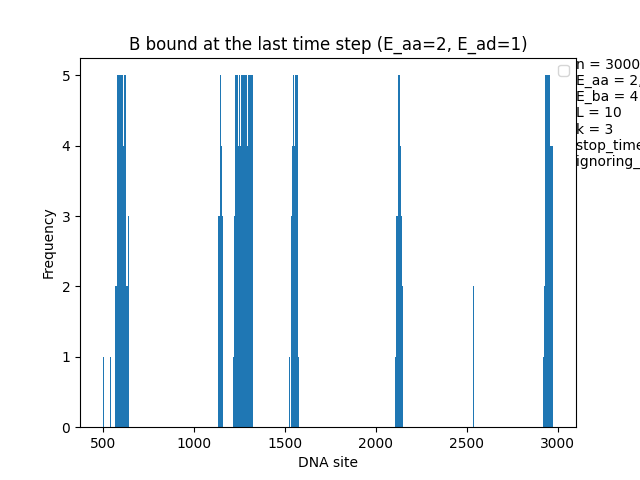 B bound at the last time step (E_aa=2, E_ad=1)
n = 3000
E_aa = 2,
E_ba = 4
L = 10
k = 3
stop_time
ignoring_
Frequency
5
4
3
2
1
0
500 1000 1500 2000 2500 3000
DNA site